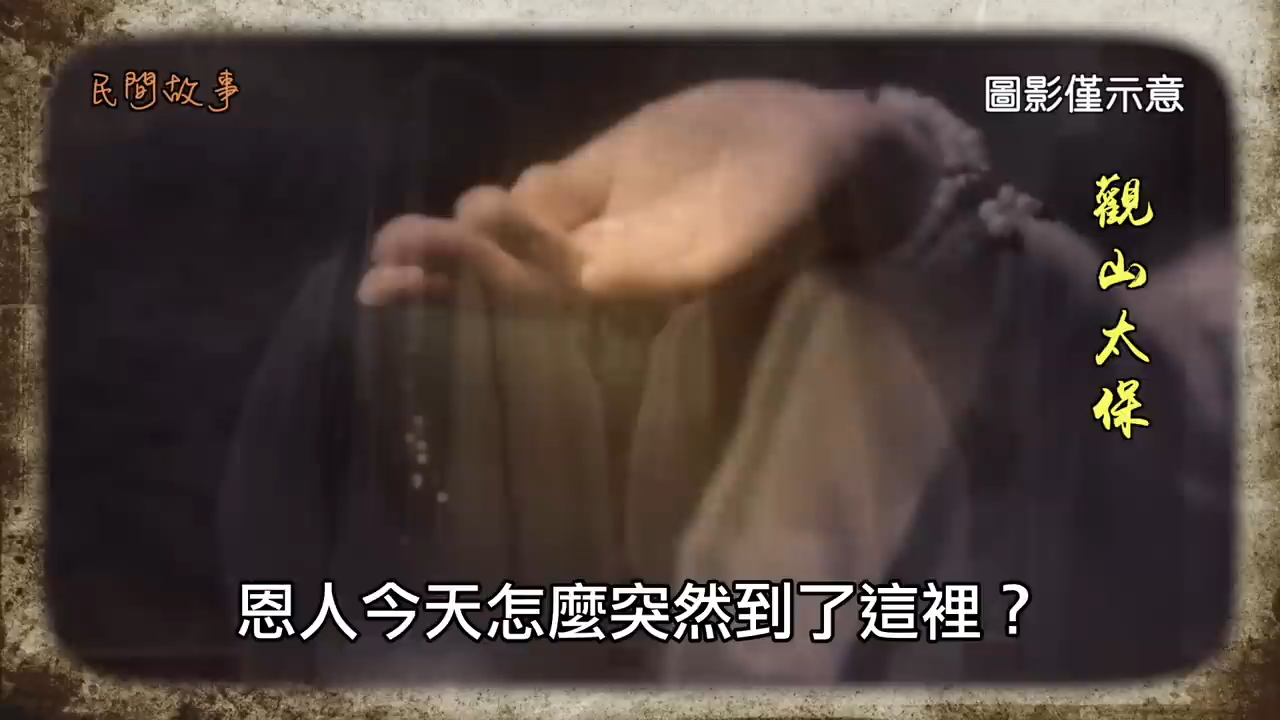 民間故事
圖影僅示意
觀山太保
恩人今天怎麼突然到了這裡？